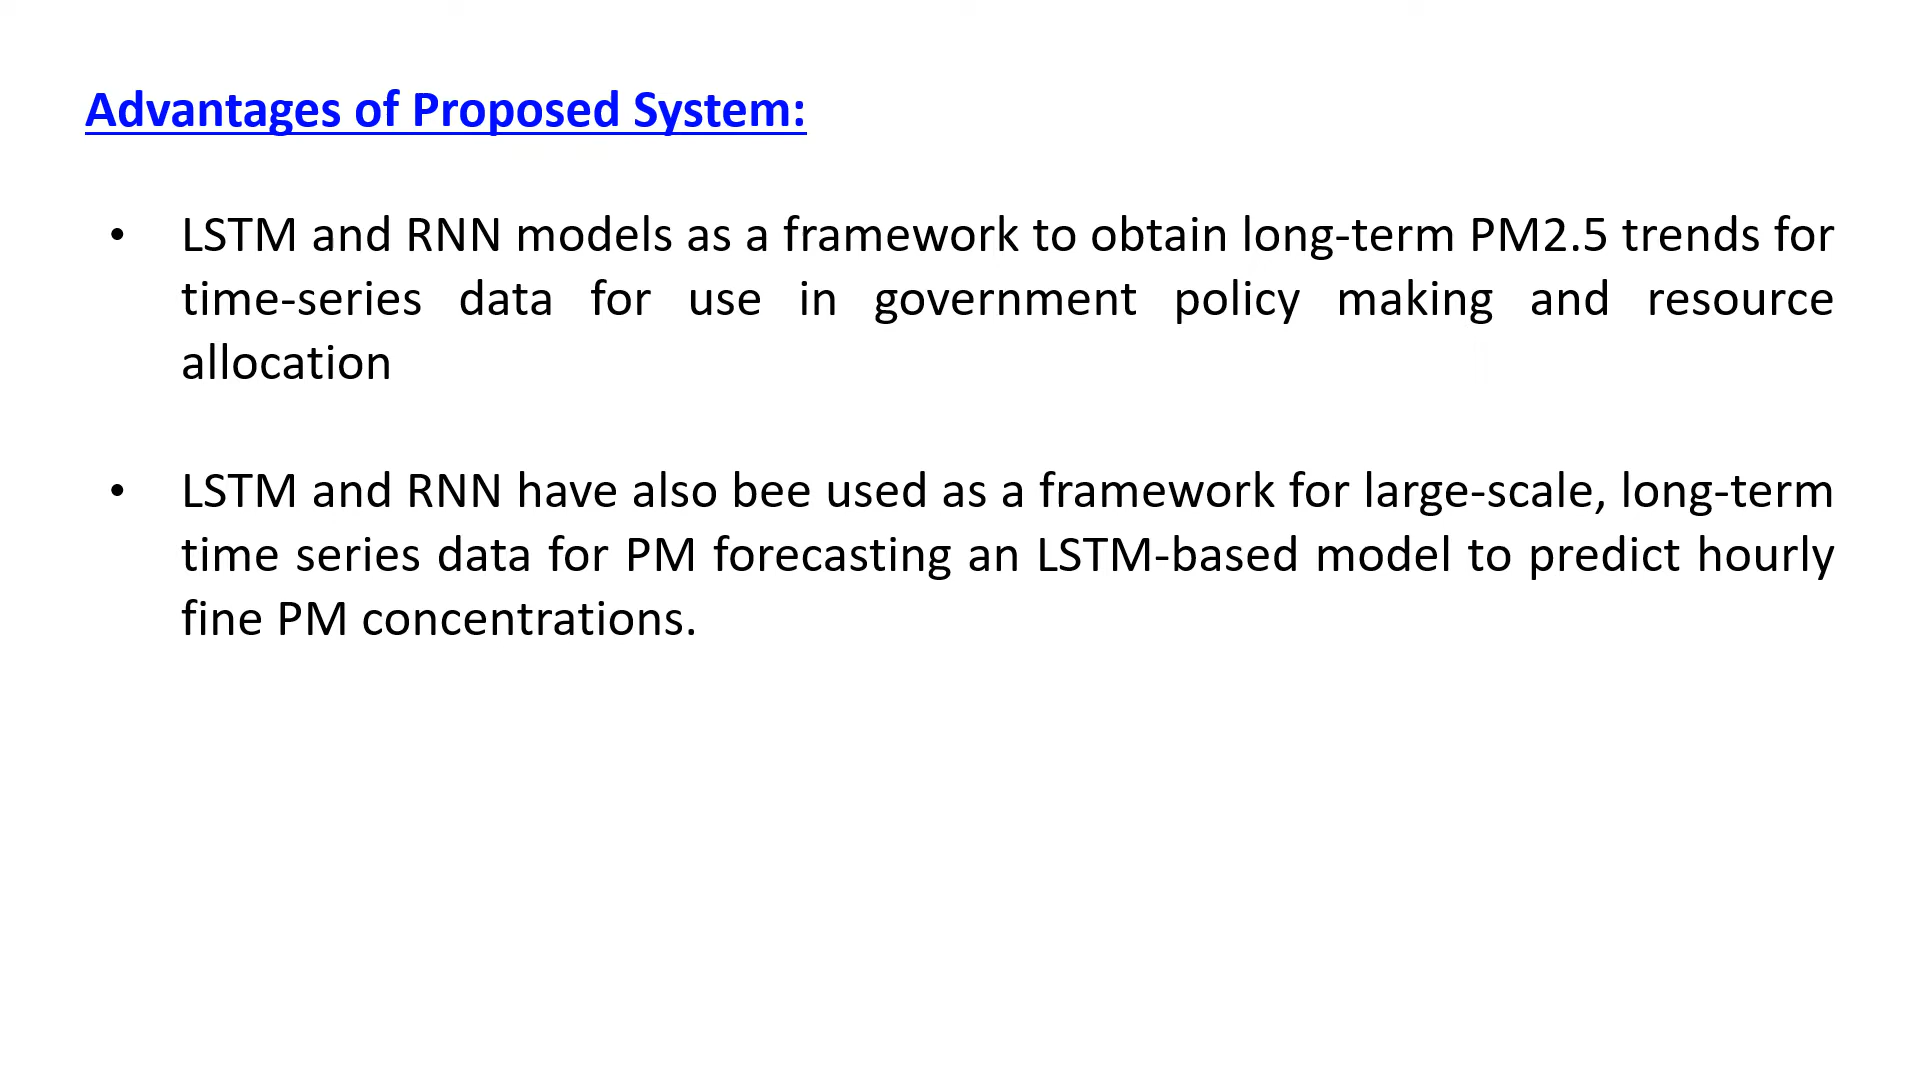 Advantages of Proposed System:
• LSTM and RNN models as a framework to obtain long-term PM2.5 trends for
time-series data for use in government policy making and resource
allocation
• LSTM and RNN have also bee used as a framework for large-scale, long-term
time series data for PM forecasting an LSTM-based model to predict hourly
fine PM concentrations.